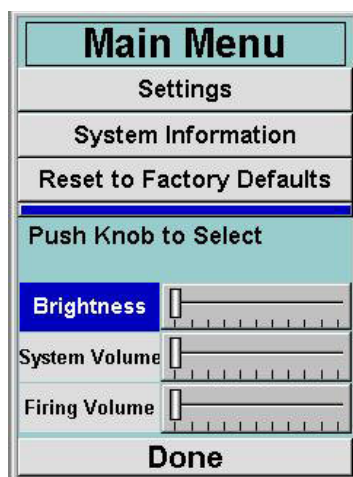 Main Menu
Settings
System Information
Reset to Factory Defaults
Push Knob to Select
Brightness
System Volume
Firing Volume
Done